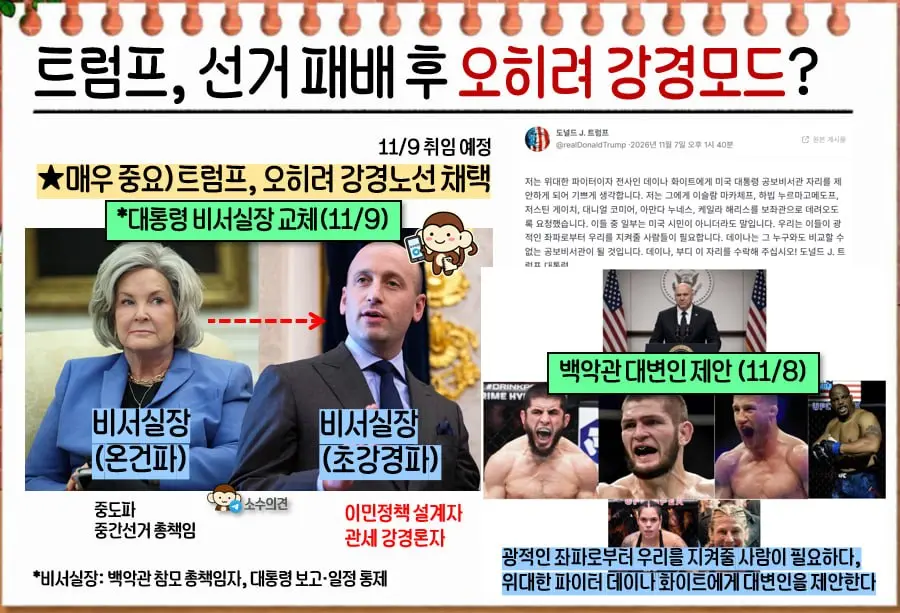 트럼프, 선거 패배 후 오히려 강경모드?
11/9 취임 예정
★매우 중요) 트럼프, 오히려 강경노선 채택
*대통령 비서실장 교체(11/9)
비서실장
(온건파)
비서실장
(초강경파)
중도파
중간선거 총책임
소수의견
이민정책 설계자
관세 강경론자
*비서실장: 백악관 참모 총책임자, 대통령 보고·일정 통제
도널드 J. 트럼프
@realDonaldTrump ·2026년 11월 7일 오후 1시 40분
원본 게시물
저는 위대한 파이터이자 전사인 데이나 화이트에게 미국 대통령 공보비서관 자리를 제
안하게 되어 기쁘게 생각합니다. 저는 그에게 이슬람 마카체프, 하빕 누르마고메도프,
저스틴 게이치, 대니얼 코미어, 아만다 누네스, 케일라 해리스를 보좌관으로 데려오도
록 요청했습니다. 이들 중 일부는 미국 시민이 아니더라도 말입니다. 우리는 이들이 광
적인 좌파로부터 우리를 지켜줄 사람들이 필요합니다. 데이나는 그 누구와도 비교할 수
없는 공보비서관이 될 것입니다. 데이나, 부디 이 자리를 수락해 주십시오! 도널드 J. 트
럼프 대통령
백악관 대변인 제안 (11/8)
#DRINKPR
RIME HY
UFC
광적인 좌파로부터 우리를 지켜줄 사람이 필요하다,
위대한 파이터 데이나 화이트에게 대변인을 제안한다